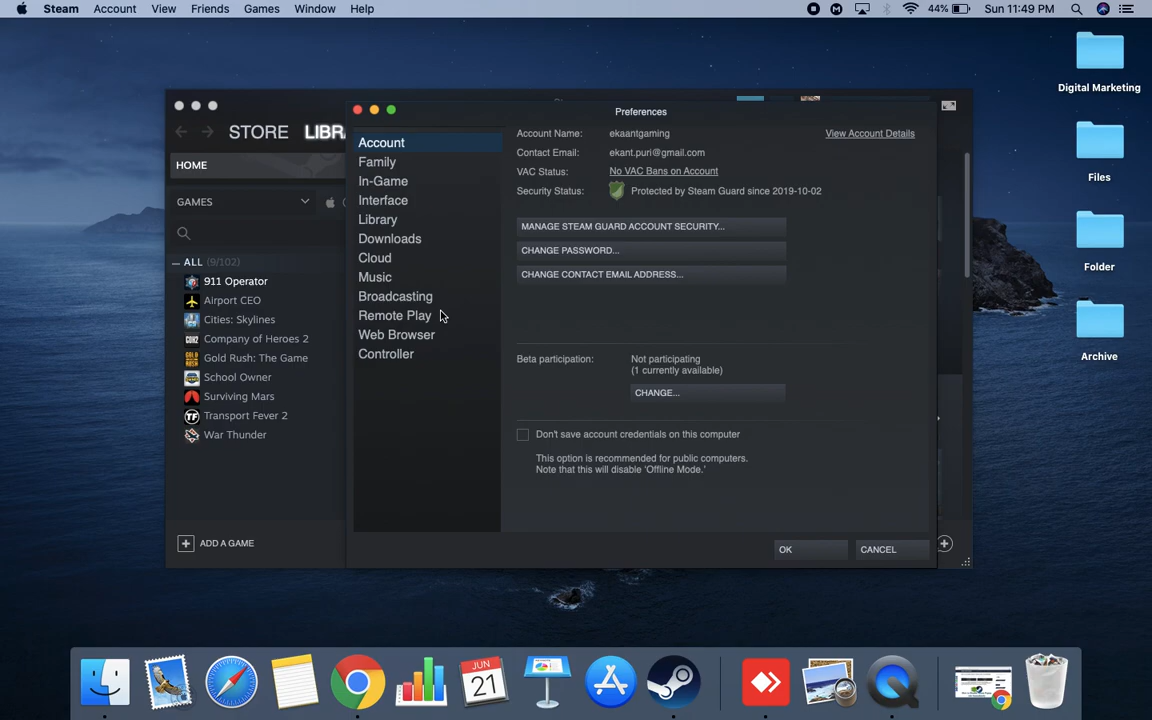 Steam Account View Friends Games Window Help
44% Sun 11:49 PM
Digital Marketing
Files
Folder
Archive
Preferences
STORE LIBR
HOME
GAMES
ALL (9/102)
911 Operator
Airport CEO
Cities: Skylines
Company of Heroes 2
Gold Rush: The Game
School Owner
Surviving Mars
Transport Fever 2
War Thunder
ADD A GAME
Account
Family
In-Game
Interface
Library
Downloads
Cloud
Music
Broadcasting
Remote Play
Web Browser
Controller
Account Name: ekaantgaming View Account Details
Contact Email: ekant.puri@gmail.com
VAC Status: No VAC Bans on Account
Security Status: Protected by Steam Guard since 2019-10-02
MANAGE STEAM GUARD ACCOUNT SECURITY...
CHANGE PASSWORD...
CHANGE CONTACT EMAIL ADDRESS...
Beta participation: Not participating
(1 currently available)
CHANGE...
Don't save account credentials on this computer
This option is recommended for public computers.
Note that this will disable 'Offline Mode.'
OK CANCEL
JUN
21